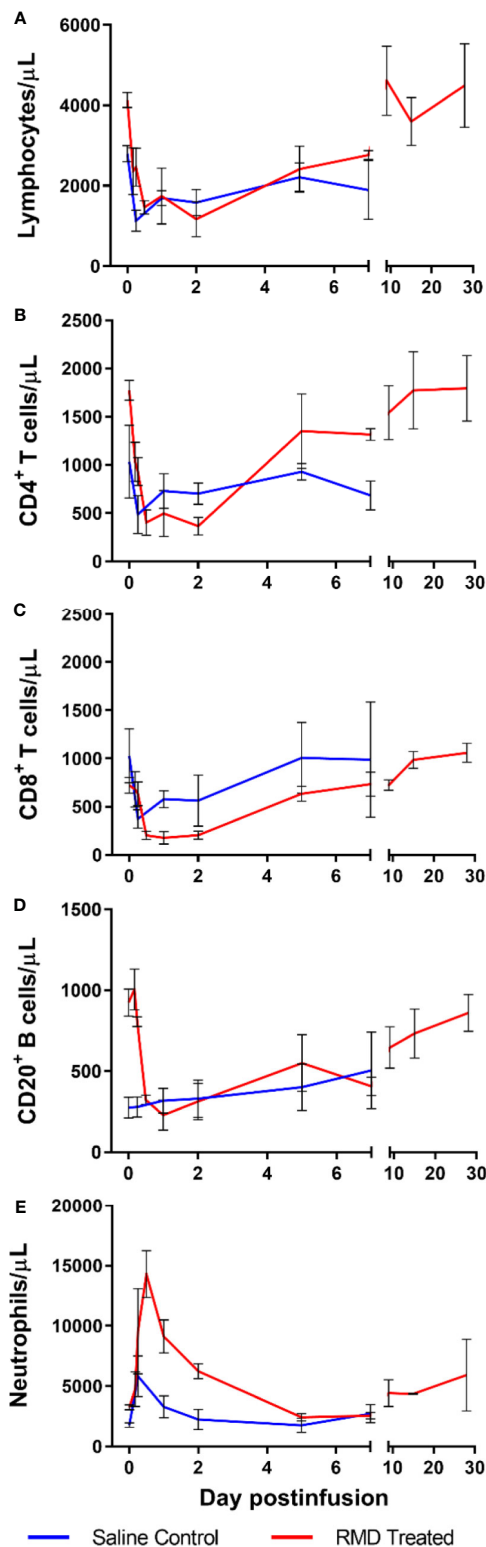 A
Lymphocytes/μL
6000
4000
2000
0
0 2 4 6 10 20 30
B
CD4+ T cells/μL
2500
2000
1500
1000
500
0
0 2 4 6 10 20 30
C
CD8+ T cells/μL
2500
2000
1500
1000
500
0
0 2 4 6 10 20 30
D
CD20+ B cells/μL
1500
1000
500
0
0 2 4 6 10 20 30
E
Neutrophils/μL
20000
15000
10000
5000
0
0 2 4 6 10 20 30
Day postinfusion
Saline Control RMD Treated